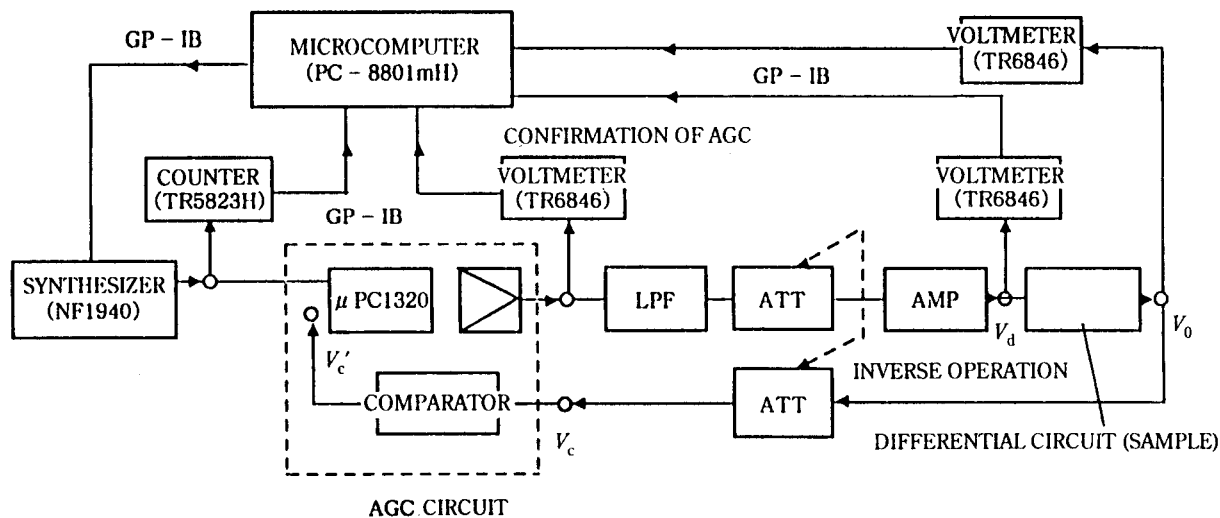 GP - IB
MICROCOMPUTER
(PC - 8801mH)
VOLTMETER
(TR6846)
GP - IB
CONFIRMATION OF AGC
COUNTER
(TR5823H)
GP - IB
VOLTMETER
(TR6846)
VOLTMETER
(TR6846)
SYNTHESIZER
(NF1940)
μ PC1320
LPF
ATT
AMP
V_d
V_0
V_c'
COMPARATOR
V_c
ATT
INVERSE OPERATION
DIFFERENTIAL CIRCUIT (SAMPLE)
AGC CIRCUIT